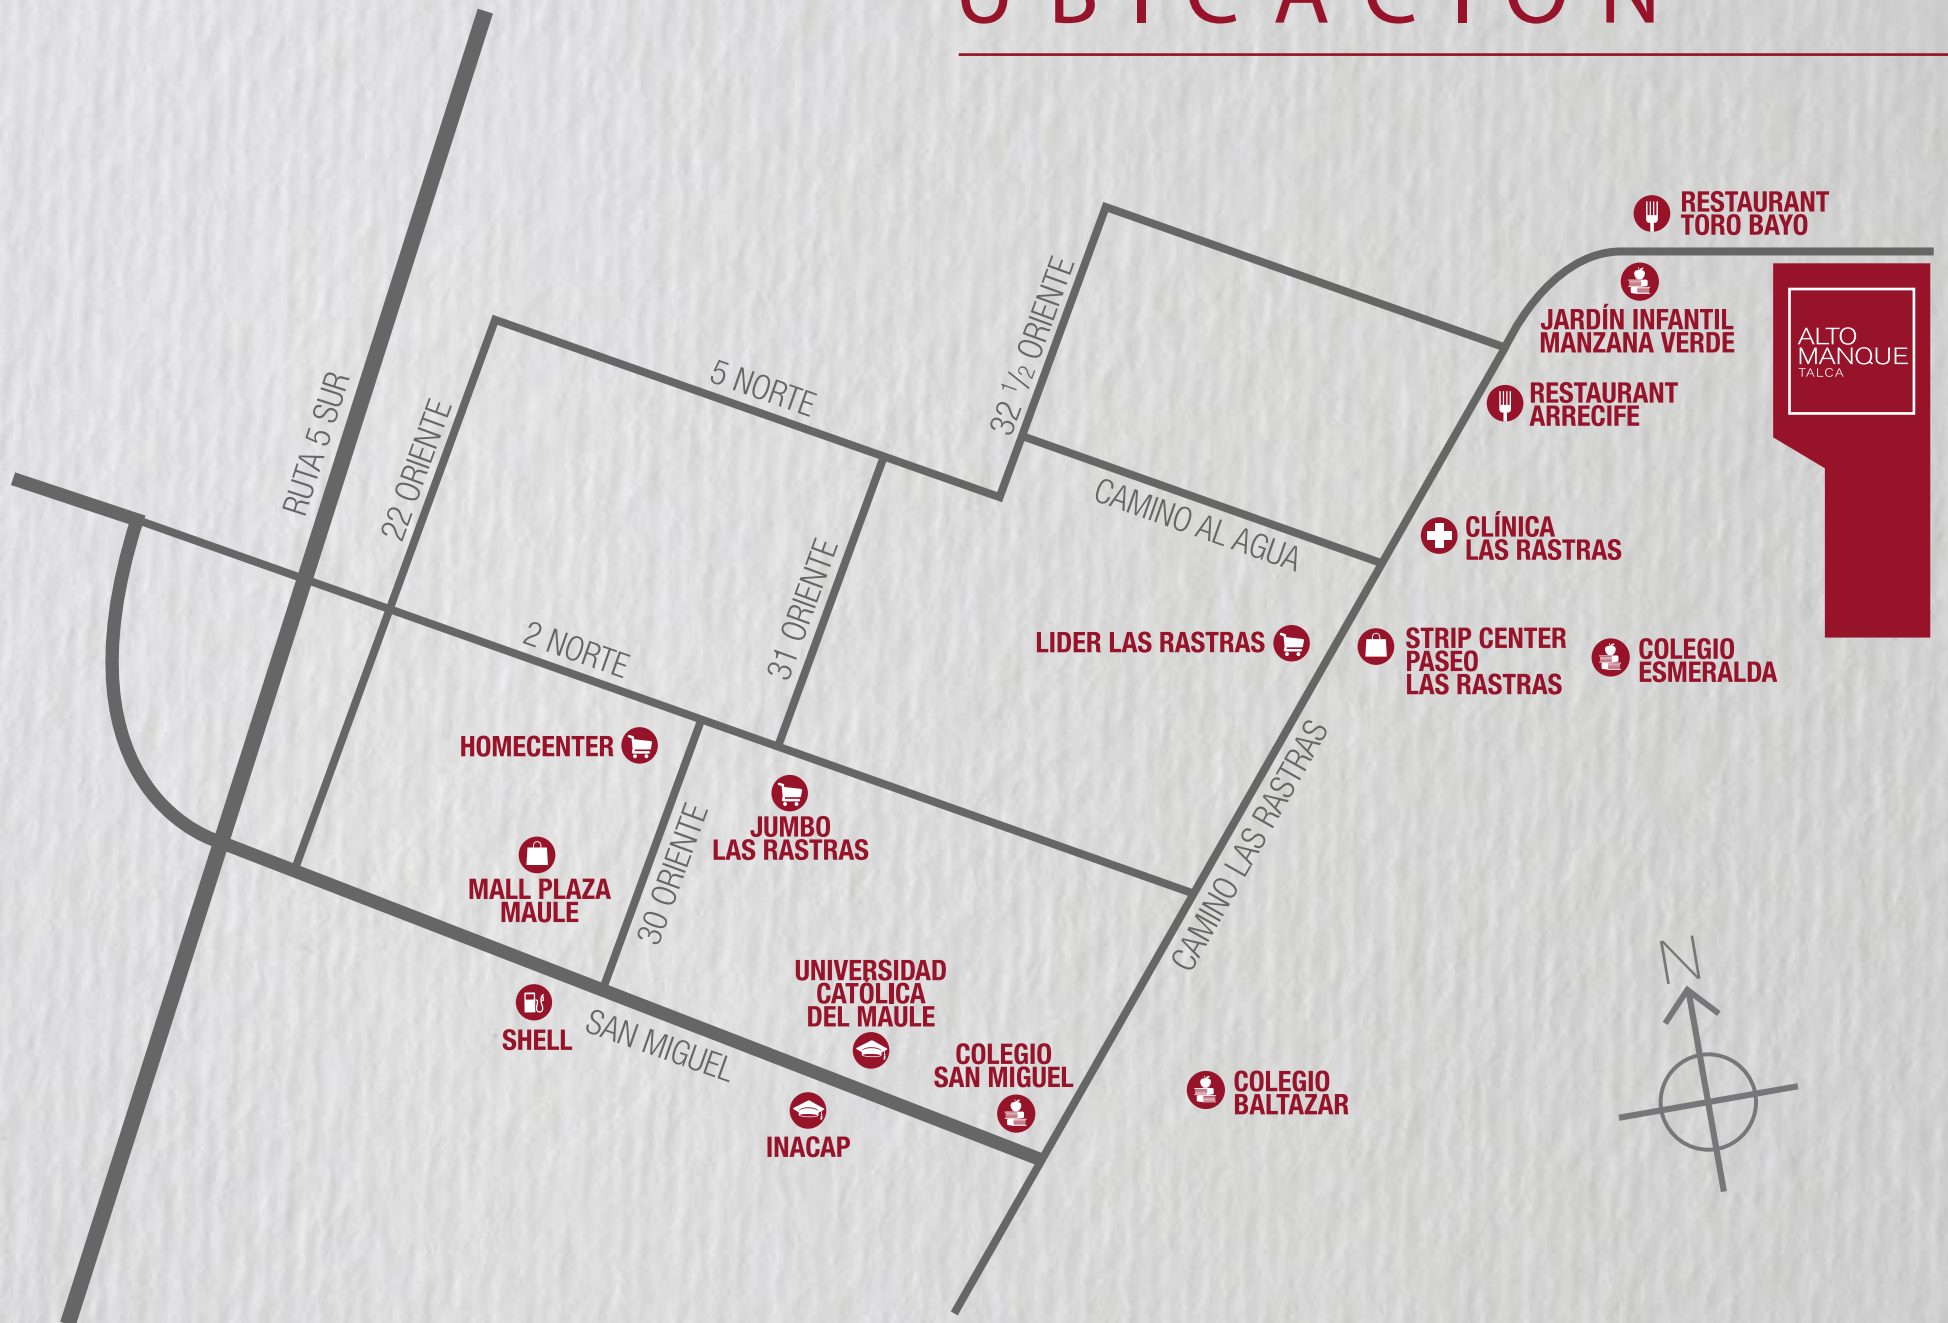 UBICACIÓN
RESTAURANT
TORO BAYO
JARDÍN INFANTIL
MANZANA VERDE
ALTO
MANQUE
TALCA
RESTAURANT
ARRECIFE
32 1/2 ORIENTE
5 NORTE
RUTA 5 SUR
22 ORIENTE
CAMINO AL AGUA
CLÍNICA
LAS RASTRAS
31 ORIENTE
2 NORTE
LIDER LAS RASTRAS
STRIP CENTER
PASEO
LAS RASTRAS
COLEGIO
ESMERALDA
HOMECENTER
JUMBO
LAS RASTRAS
CAMINO LAS RASTRAS
30 ORIENTE
MALL PLAZA
MAULE
UNIVERSIDAD
CATÓLICA
DEL MAULE
N
SHELL
SAN MIGUEL
COLEGIO
SAN MIGUEL
COLEGIO
BALTAZAR
INACAP